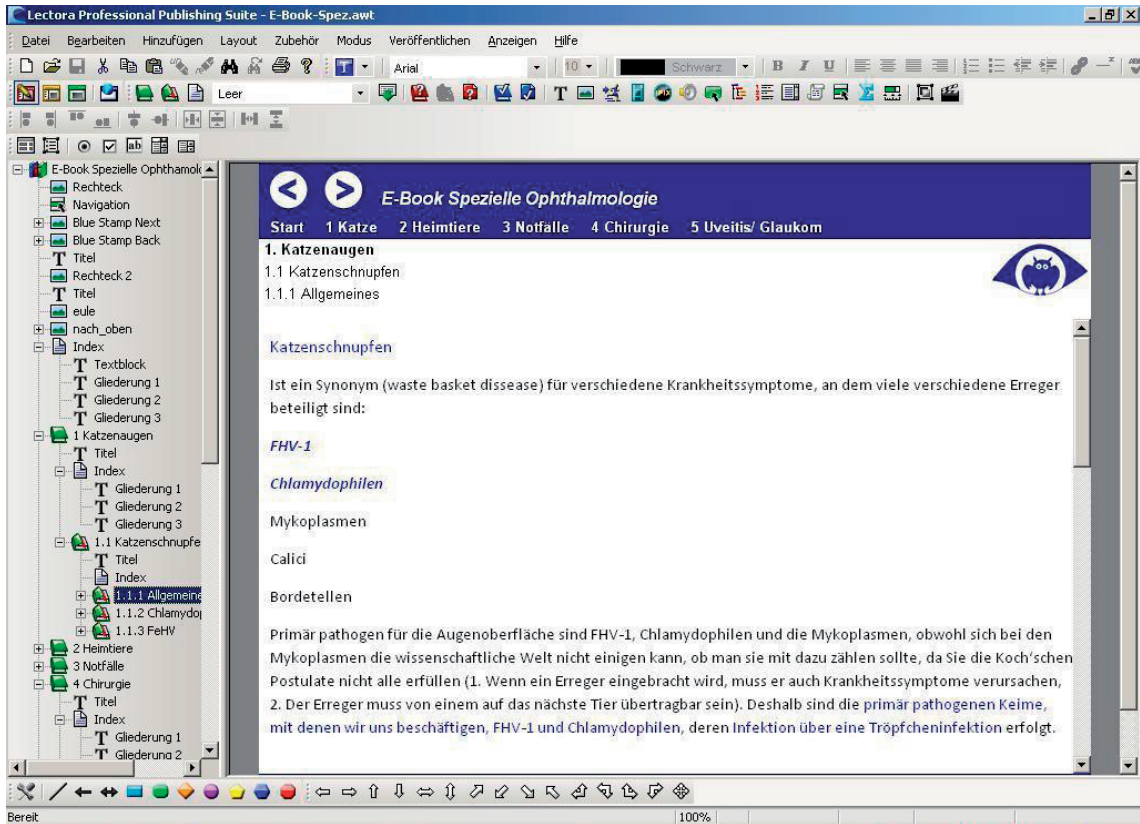 Lectora Professional Publishing Suite - E-Book-Spez.awt
Datei Bearbeiten Hinzufügen Layout Zubehör Modus Veröffentlichen Anzeigen Hilfe
Arial 10 Schwarz B I U
Leer
E-Book Spezielle Ophthamolo
Rechteck
Navigation
Blue Stamp Next
Blue Stamp Back
Titel
Rechteck 2
Titel
eule
nach_oben
Index
Textblock
Gliederung 1
Gliederung 2
Gliederung 3
1 Katzenaugen
Titel
Index
Gliederung 1
Gliederung 2
Gliederung 3
1.1 Katzenschnupfe
Titel
Index
1.1.1 Allgemeine
1.1.2 Chlamydop
1.1.3 FeHV
2 Heimtiere
3 Notfälle
4 Chirurgie
Titel
Index
Gliederung 1
Gliederung 2
E-Book Spezielle Ophthalmologie
Start 1 Katze 2 Heimtiere 3 Notfalle 4 Chirurgie 5 Uveitis/ Glaukom
1. Katzenaugen
1.1 Katzenschnupfen
1.1.1 Allgemeines
Katzenschnupfen
Ist ein Synonym (waste basket dissease) für verschiedene Krankheitssymptome, an dem viele verschiedene Erreger
beteiligt sind:
FHV-1
Chlamydophilen
Mykoplasmen
Calici
Bordetellen
Primär pathogen für die Augenoberfläche sind FHV-1, Chlamydophilen und die Mykoplasmen, obwohl sich bei den
Mykoplasmen die wissenschaftliche Welt nicht einigen kann, ob man sie mit dazu zählen sollte, da Sie die Koch'schen
Postulate nicht alle erfüllen (1. Wenn ein Erreger eingebracht wird, muss er auch Krankheitssymptome verursachen,
2. Der Erreger muss von einem auf das nächste Tier übertragbar sein). Deshalb sind die primär pathogenen Keime,
mit denen wir uns beschäftigen, FHV-1 und Chlamydophilen, deren Infektion über eine Tröpfcheninfektion erfolgt.
Bereit
100%